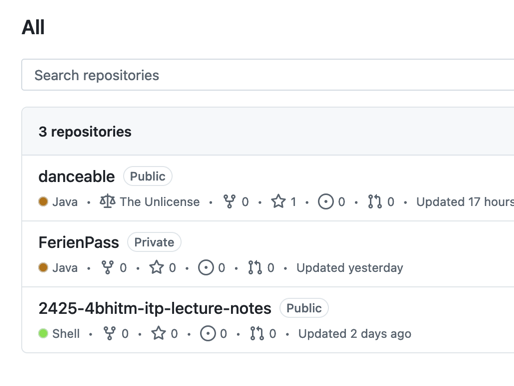 All
Search repositories
3 repositories
danceable Public
Java · The Unlicense · 0 · 1 · 0 · 0 · Updated 17 hours
FerienPass Private
Java · 0 · 0 · 0 · 0 · Updated yesterday
2425-4bhitm-itp-lecture-notes Public
Shell · 0 · 0 · 0 · 0 · Updated 2 days ago